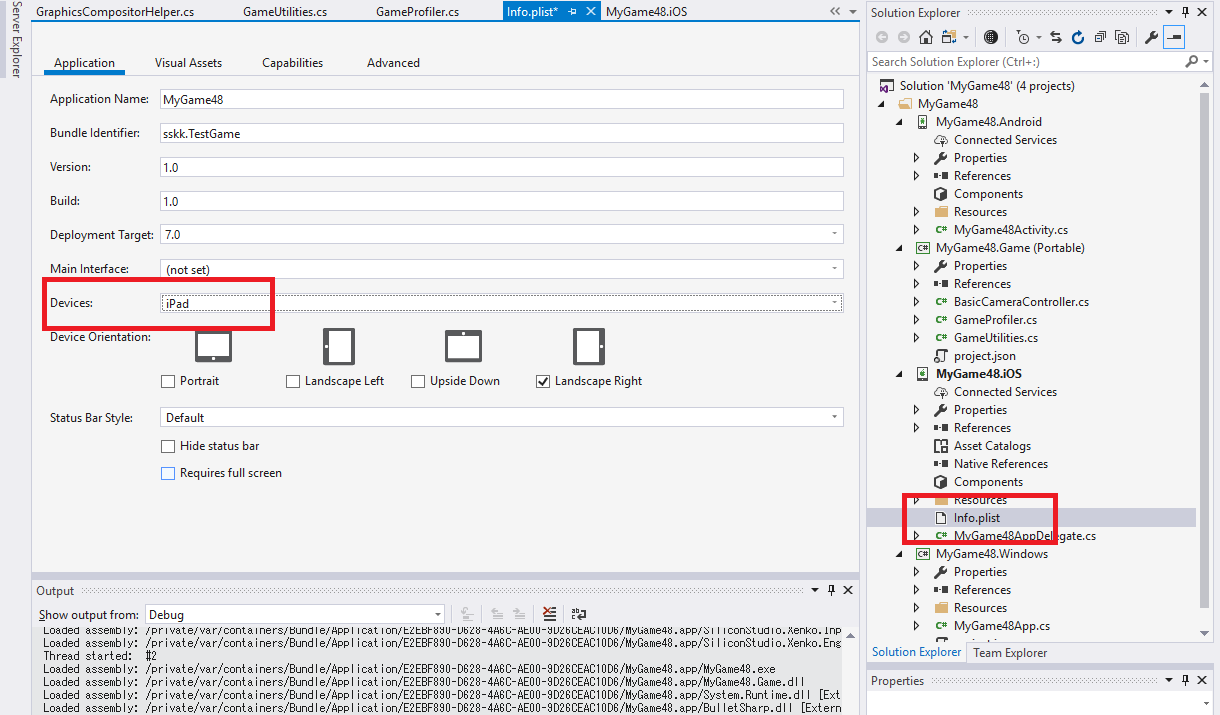 Server Explorer
GraphicsCompositorHelper.cs
GameUtilities.cs
GameProfiler.cs
Info.plist*
MyGame48.iOS
Application
Visual Assets
Capabilities
Advanced
Application Name: MyGame48
Bundle Identifier: sskk.TestGame
Version: 1.0
Build: 1.0
Deployment Target: 7.0
Main Interface: (not set)
Devices: iPad
Device Orientation:
Portrait
Landscape Left
Upside Down
Landscape Right
Status Bar Style: Default
Hide status bar
Requires full screen
Output
Show output from: Debug
Loaded assembly: /private/var/containers/Bundle/Application/E2EBF890-D628-4A6C-AE00-9D26CEAC10D6/MyGame48.app/SiliconStudio.Xenko.Inp
Loaded assembly: /private/var/containers/Bundle/Application/E2EBF890-D628-4A6C-AE00-9D26CEAC10D6/MyGame48.app/SiliconStudio.Xenko.Eng
Thread started: #2
Loaded assembly: /private/var/containers/Bundle/Application/E2EBF890-D628-4A6C-AE00-9D26CEAC10D6/MyGame48.app/MyGame48.exe
Loaded assembly: /private/var/containers/Bundle/Application/E2EBF890-D628-4A6C-AE00-9D26CEAC10D6/MyGame48.app/MyGame48.Game.dll
Loaded assembly: /private/var/containers/Bundle/Application/E2EBF890-D628-4A6C-AE00-9D26CEAC10D6/MyGame48.app/System.Runtime.dll [Ext
Loaded assembly: /private/var/containers/Bundle/Application/E2EBF890-D628-4A6C-AE00-9D26CEAC10D6/MyGame48.app/BulletSharp.dll [Extern
Solution Explorer
Search Solution Explorer (Ctrl+:)
Solution 'MyGame48' (4 projects)
MyGame48
MyGame48.Android
Connected Services
Properties
References
Components
Resources
C# MyGame48Activity.cs
C# MyGame48.Game (Portable)
Properties
References
C# BasicCameraController.cs
C# GameProfiler.cs
C# GameUtilities.cs
project.json
MyGame48.iOS
Connected Services
Properties
References
Asset Catalogs
Native References
Components
Resources
Info.plist
C# MyGame48AppDelegate.cs
C# MyGame48.Windows
Properties
References
Resources
C# MyGame48App.cs
Solution Explorer
Team Explorer
Properties